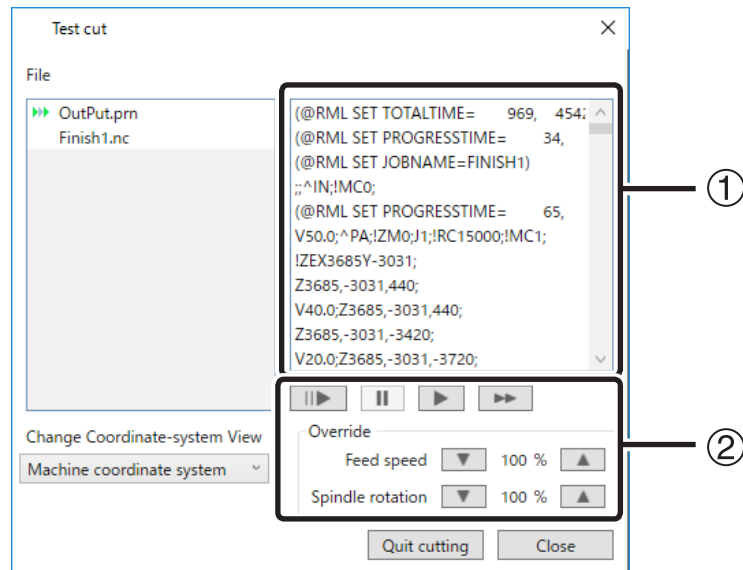 Test cut
File
OutPut.prn
Finish1.nc
(@RML SET TOTALTIME= 969, 4542
(@RML SET PROGRESSTIME= 34,
(@RML SET JOBNAME=FINISH1)
;;^IN;!MC0;
(@RML SET PROGRESSTIME= 65,
V50.0;^PA;!ZM0;J1;!RC15000;!MC1;
!ZEX3685Y-3031;
Z3685,-3031,440;
V40.0;Z3685,-3031,440;
Z3685,-3031,-3420;
V20.0;Z3685,-3031,-3720;
①
Change Coordinate-system View
Machine coordinate system
Override
Feed speed 100 %
Spindle rotation 100 %
②
Quit cutting Close